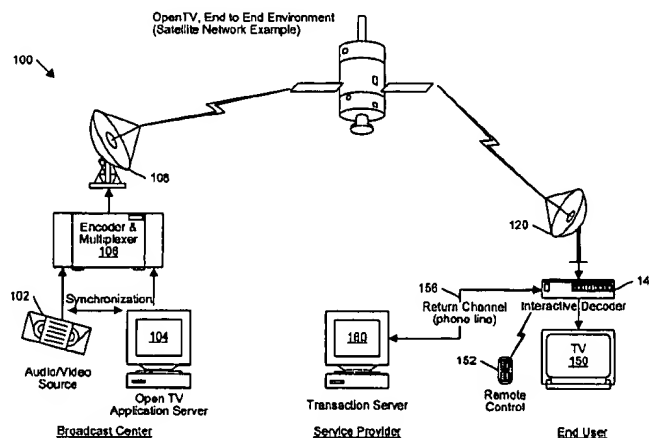 OpenTV, End to End Environment
(Satellite Network Example)
100
108
120
Encoder &
Multiplexer
106
102
Synchronization
104
Audio/Video
Source
Open TV
Application Server
Broadcast Center
156
Return Channel
(phone line)
160
Transaction Server
Service Provider
14
Interactive Decoder
152
Remote
Control
TV
150
End User